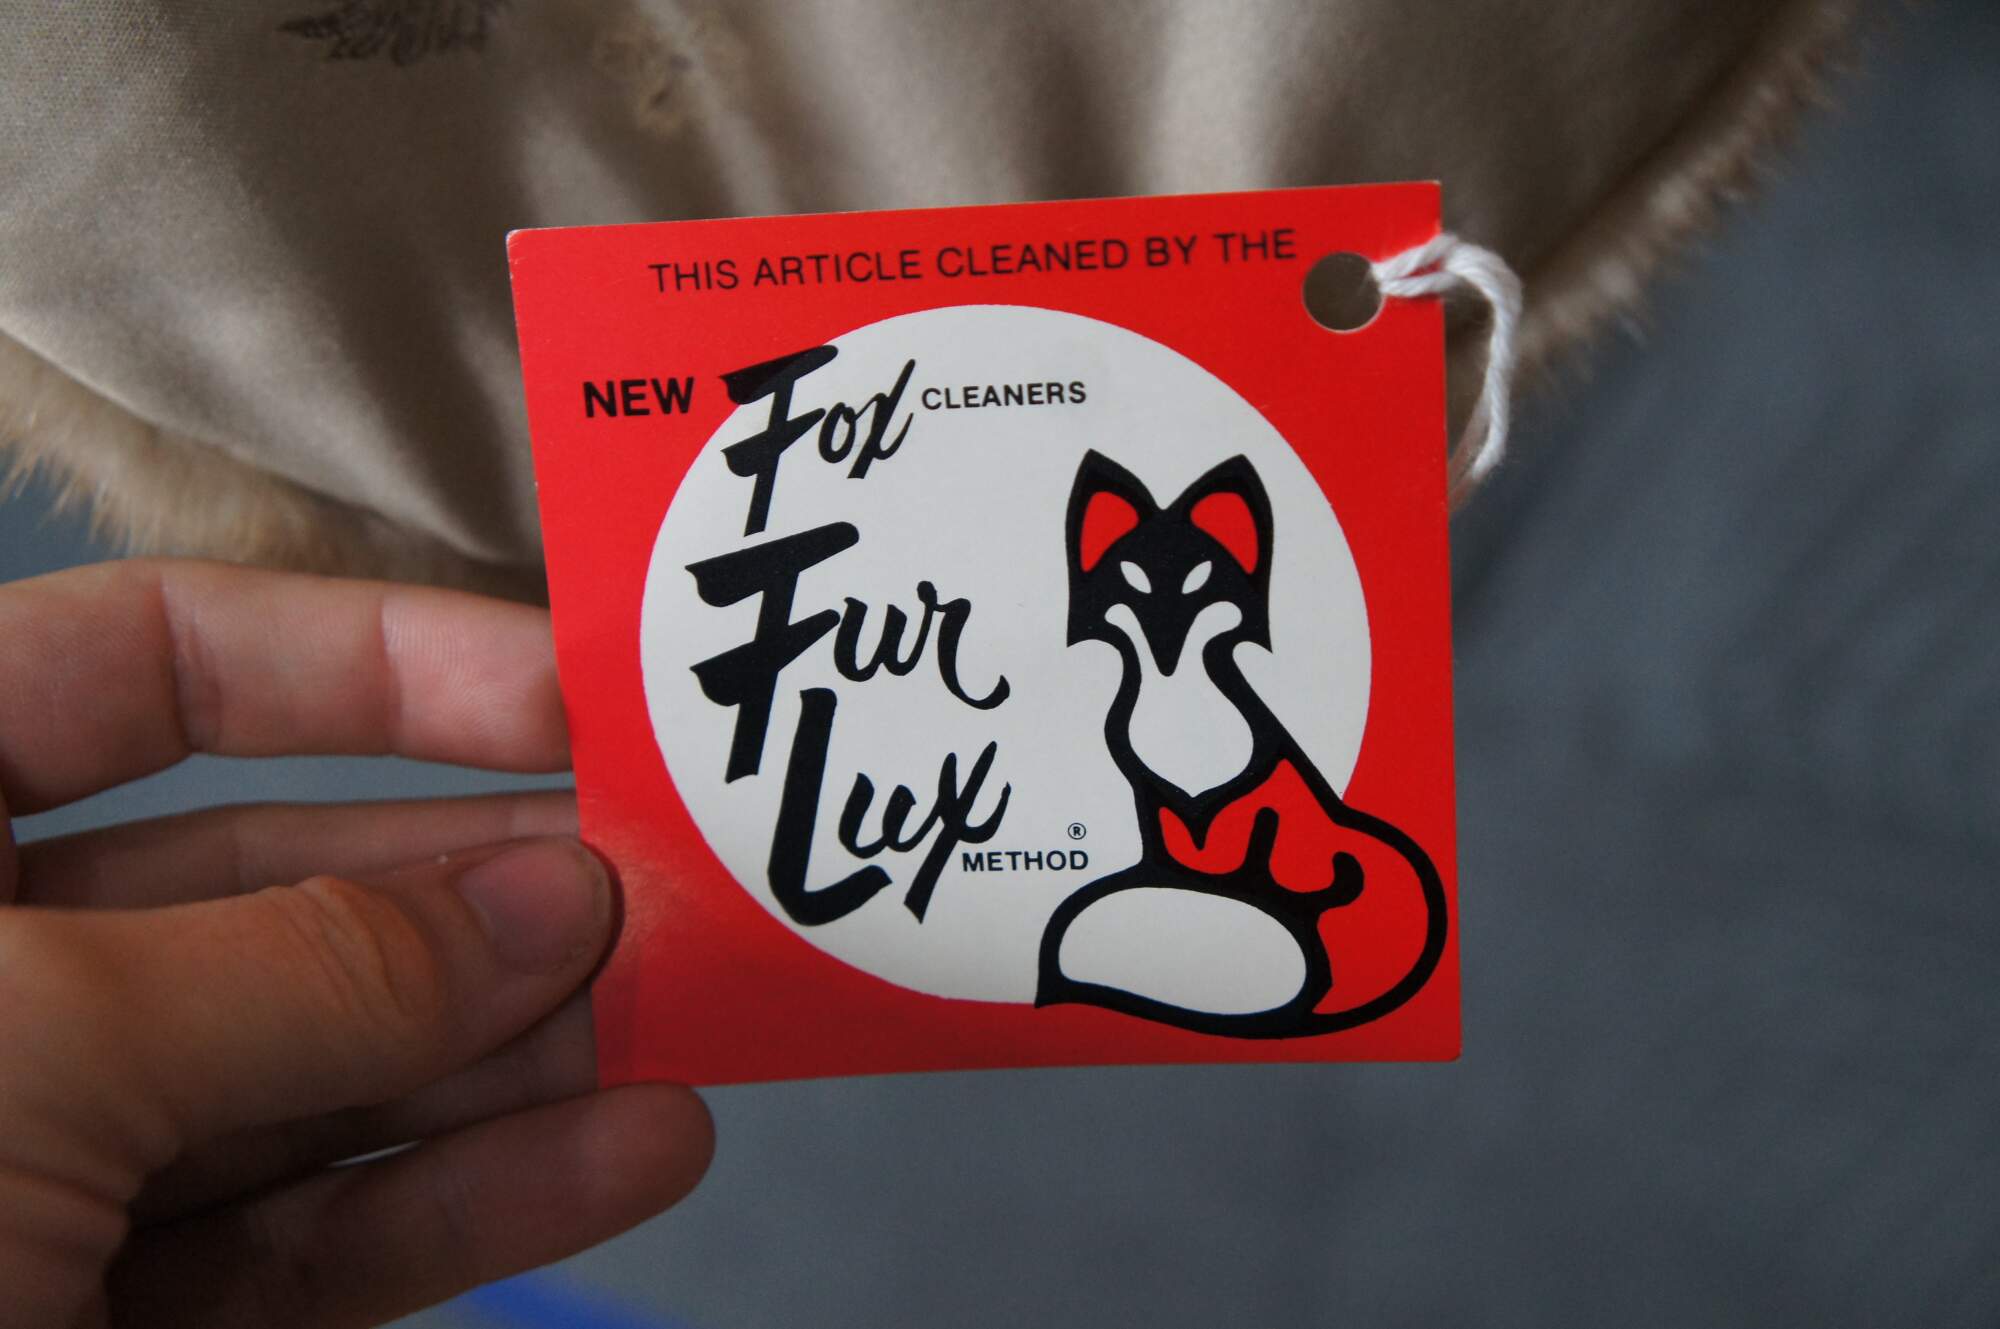 THIS ARTICLE CLEANED BY THE
NEW Fox CLEANERS
Fur
Lux
®
METHOD